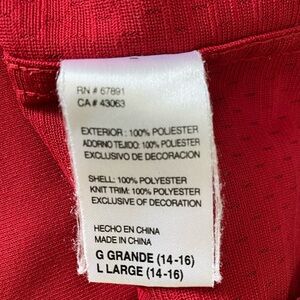 RN # 67891
CA # 43063
EXTERIOR : 100% POLIESTER
ADORNO TEJIDO: 100% POLIESTER
EXCLUSIVO DE DECORACION
SHELL: 100% POLYESTER
KNIT TRIM: 100% POLYESTER
EXCLUSIVE OF DECORATION
HECHO EN CHINA
MADE IN CHINA
G GRANDE (14-16)
L LARGE (14-16)